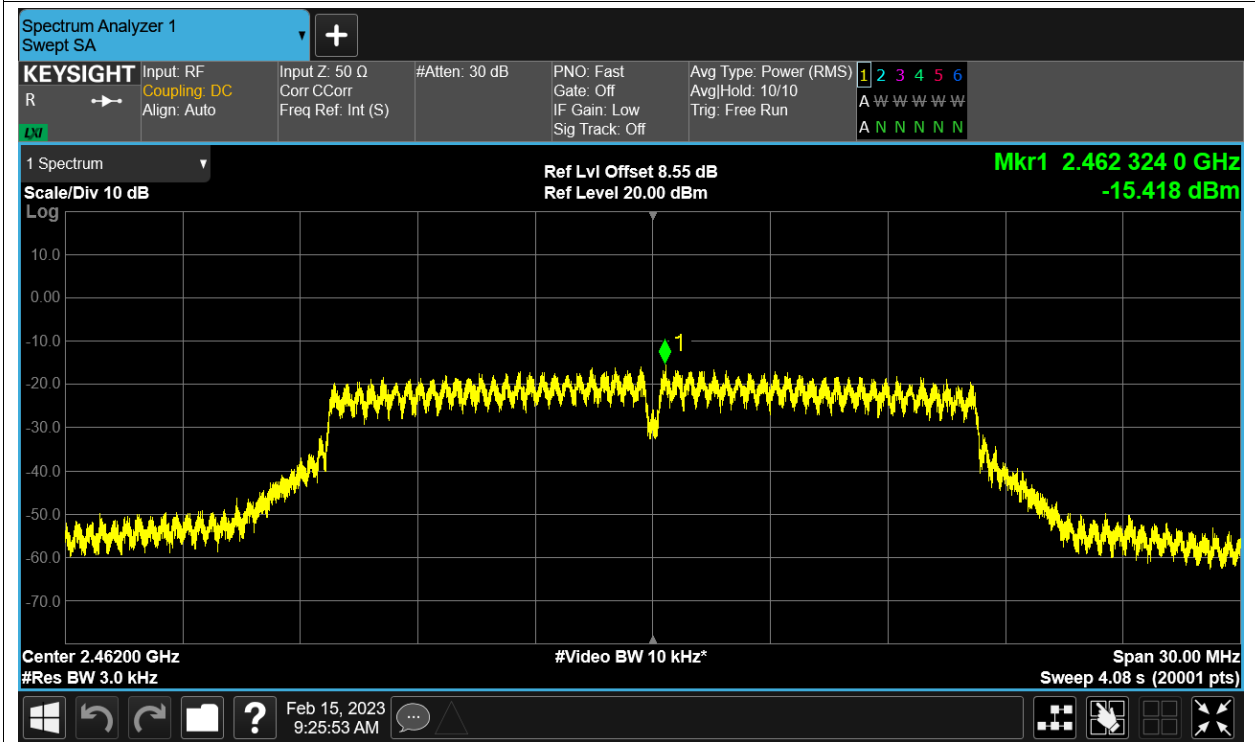 Spectrum Analyzer 1
Swept SA
+
KEYSIGHT
R
LXI
Input: RF
Coupling: DC
Align: Auto
Input Z: 50 Ω
Corr CCorr
Freq Ref: Int (S)
#Atten: 30 dB
PNO: Fast
Gate: Off
IF Gain: Low
Sig Track: Off
Avg Type: Power (RMS)
Avg|Hold: 10/10
Trig: Free Run
1 2 3 4 5 6
A W W W W W
A N N N N N
1 Spectrum
Scale/Div 10 dB
Log
Ref Lvl Offset 8.55 dB
Ref Level 20.00 dBm
Mkr1 2.462 324 0 GHz
-15.418 dBm
10.0
0.00
-10.0
1
-20.0
-30.0
-40.0
-50.0
-60.0
-70.0
Center 2.46200 GHz
#Video BW 10 kHz*
Span 30.00 MHz
#Res BW 3.0 kHz
Sweep 4.08 s (20001 pts)
?
Feb 15, 2023
9:25:53 AM